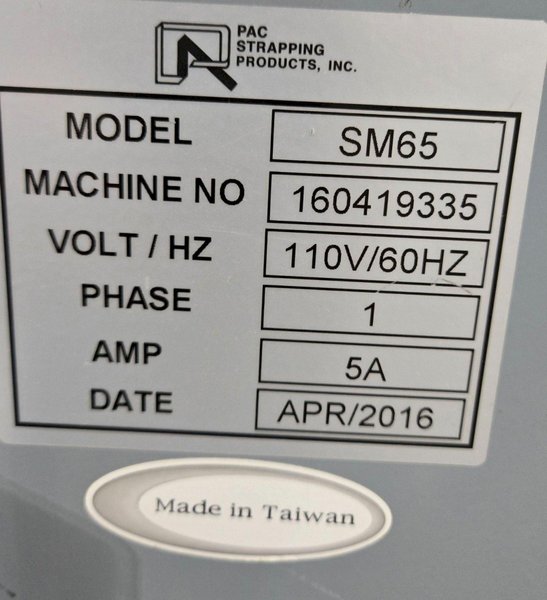 PAC
STRAPPING
PRODUCTS, INC.
MODEL SM65
MACHINE NO 160419335
VOLT / HZ 110V/60HZ
PHASE 1
AMP 5A
DATE APR/2016
Made in Taiwan